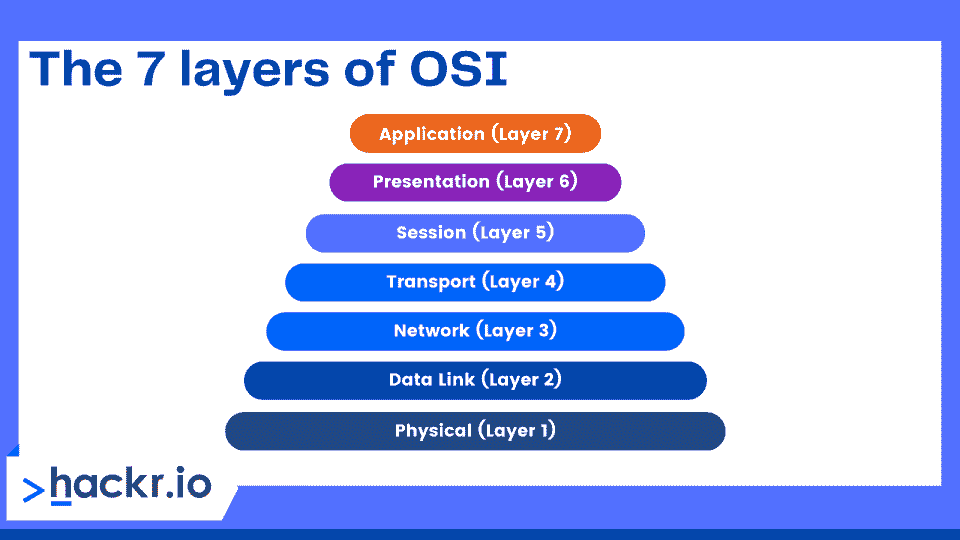 The 7 layers of OSI
Application (Layer 7)
Presentation (Layer 6)
Session (Layer 5)
Transport (Layer 4)
Network (Layer 3)
Data Link (Layer 2)
Physical (Layer 1)
>hackr.io